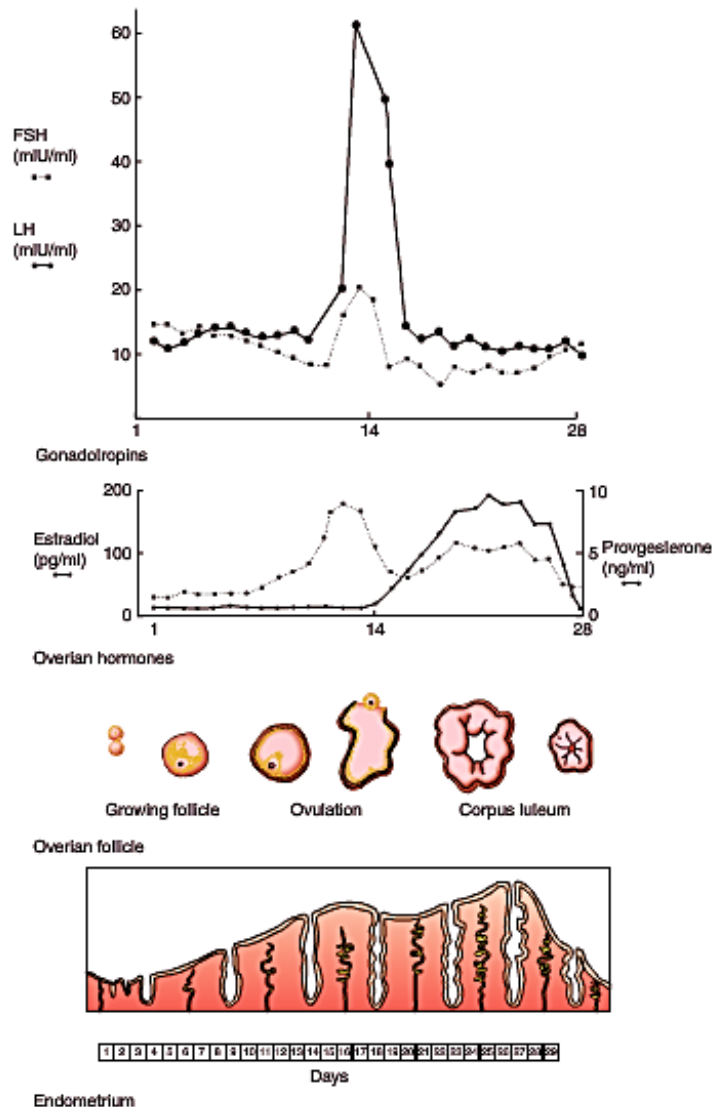 60
50
FSH
(mIU/ml)
40
LH
(mIU/ml)
30
20
10
1 14 28
Gonadotropins
200 10
Estradiol
(pg/ml)
100 5
Provgesterone
(ng/ml)
0 0
1 14 28
Overian hormones
Growing follicle Ovulation Corpus luteum
Overian follicle
1 2 3 4 5 6 7 8 9 10 11 12 13 14 15 16 17 18 19 20 21 22 23 24 25 26 27 28 29
Days
Endometrium